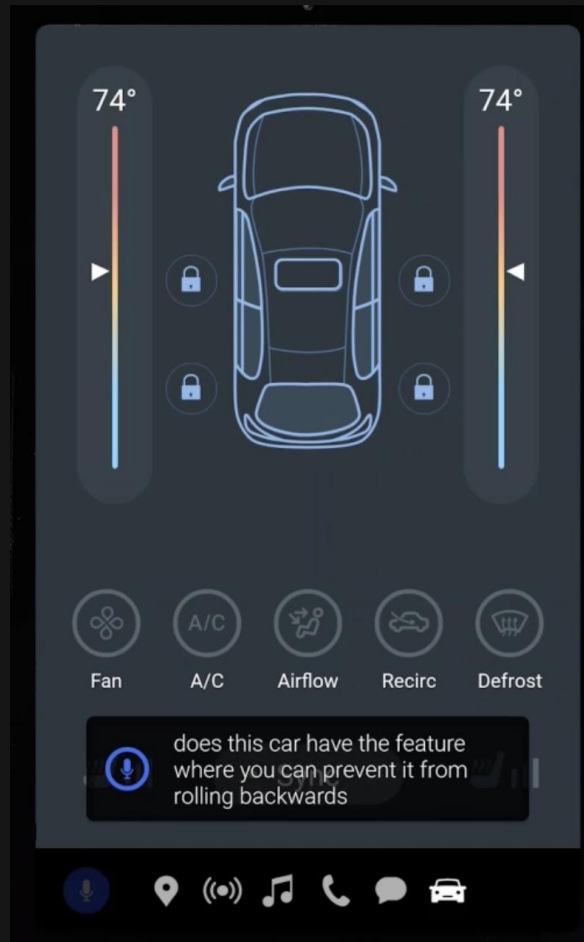 74° 74°
A/C
Fan A/C Airflow Recirc Defrost
does this car have the feature
where you can prevent it from
rolling backwards
Sync